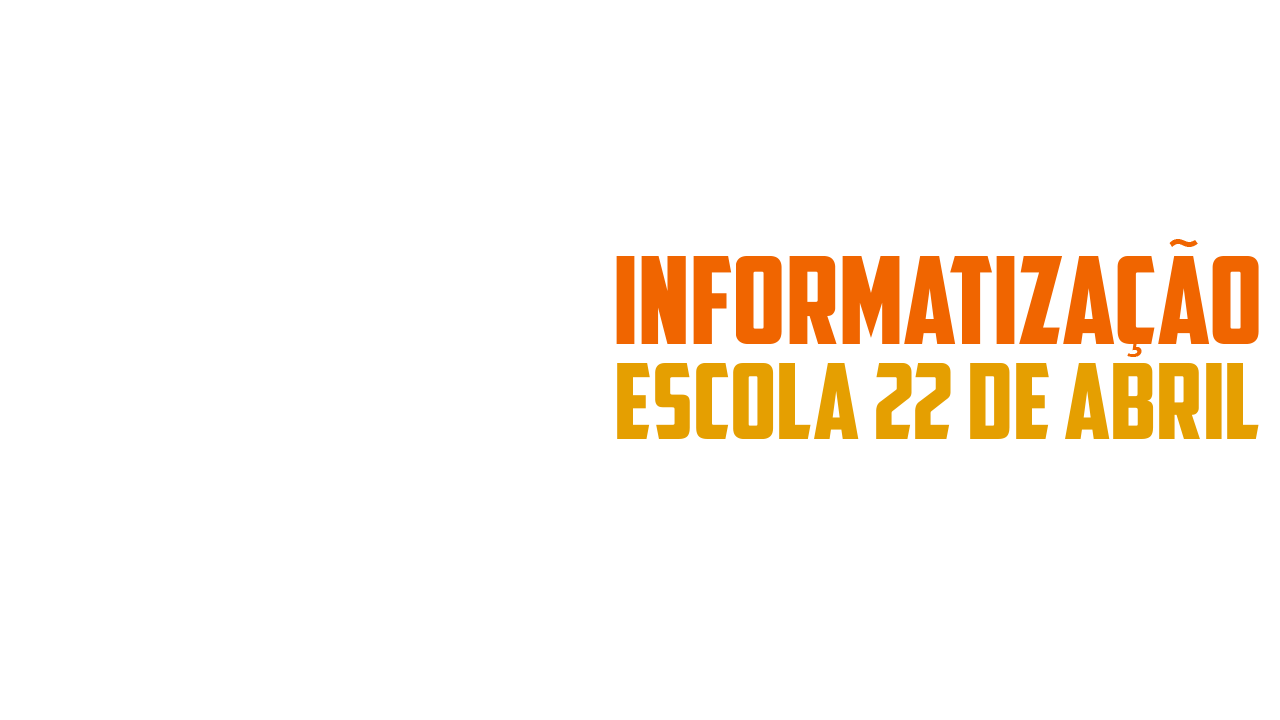 INFORMATIZAÇÃO
ESCOLA 22 DE ABRIL